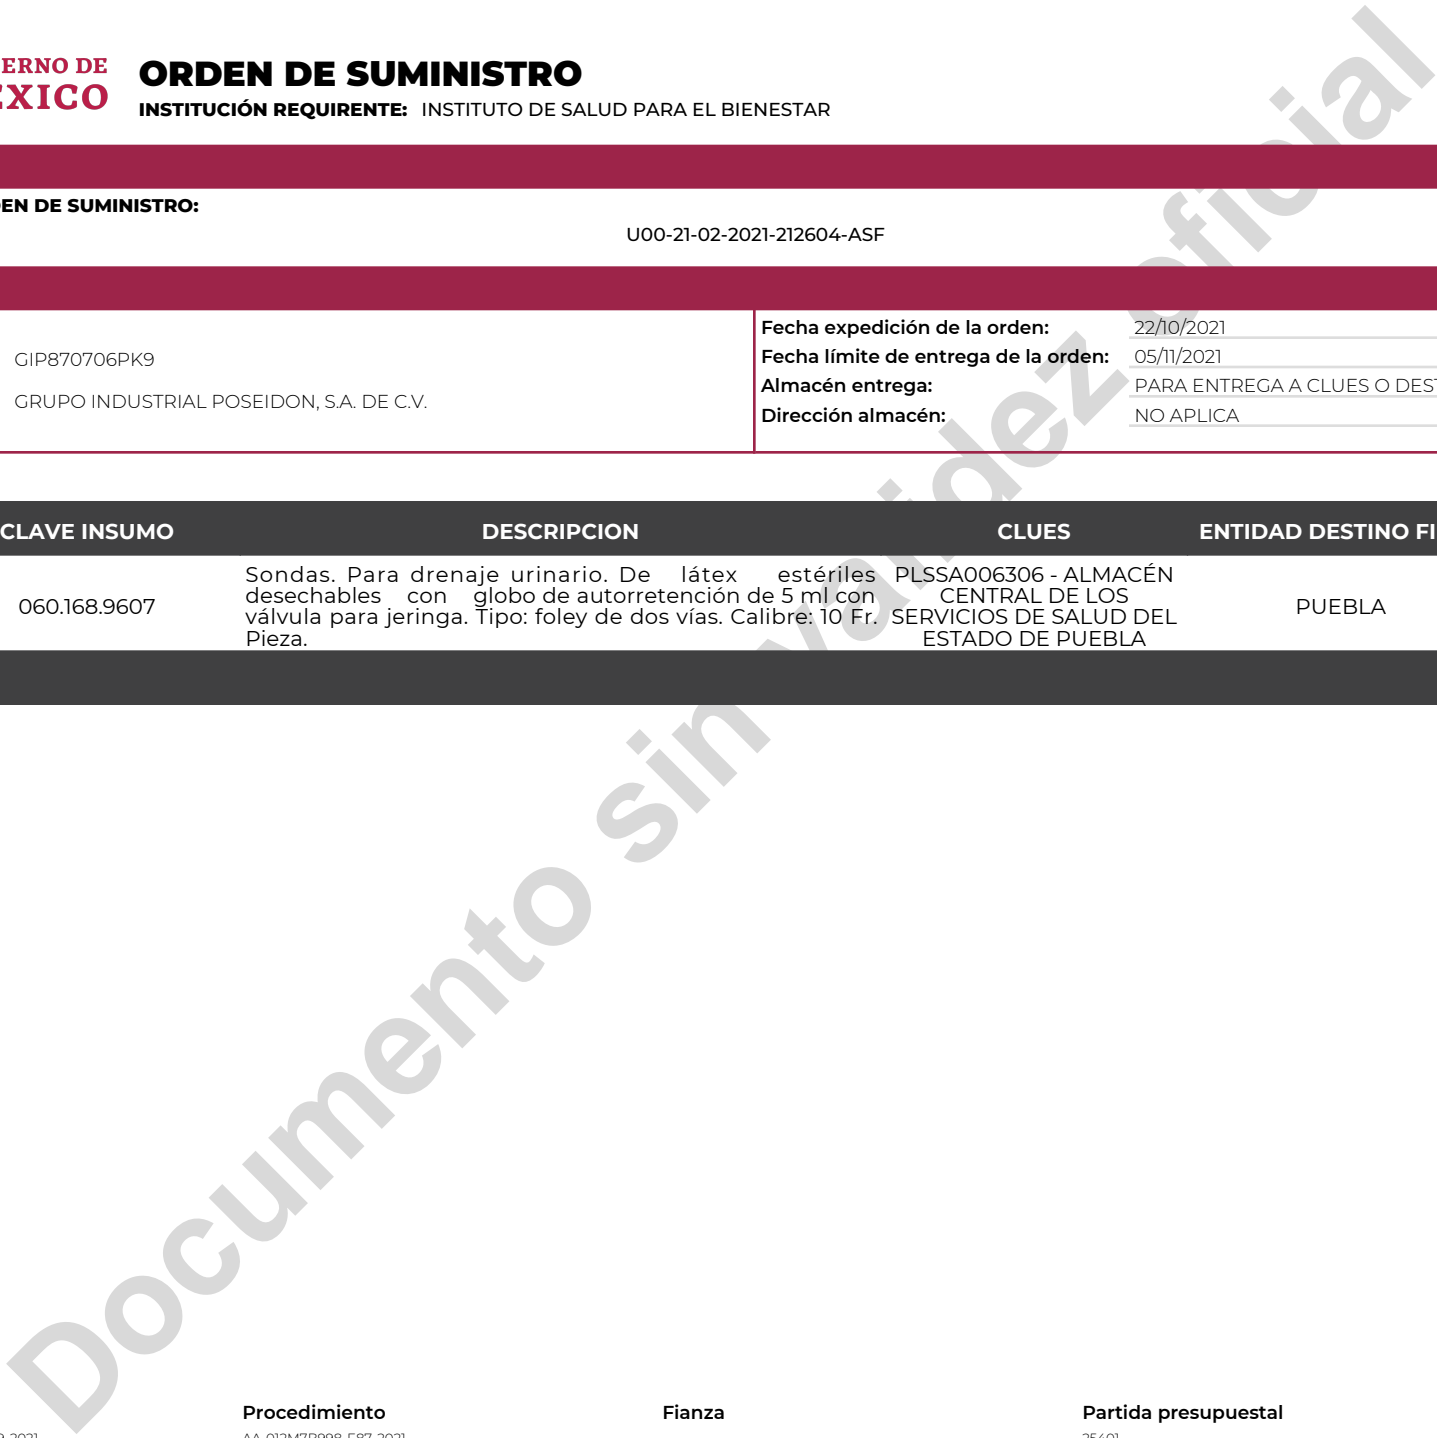 ERNO DE
EXICO
ORDEN DE SUMINISTRO
INSTITUCIÓN REQUIRENTE: INSTITUTO DE SALUD PARA EL BIENESTAR
EN DE SUMINISTRO:
U00-21-02-2021-212604-ASF
GIP870706PK9
GRUPO INDUSTRIAL POSEIDON, S.A. DE C.V.
Fecha expedición de la orden: 22/10/2021
Fecha límite de entrega de la orden: 05/11/2021
Almacén entrega: PARA ENTREGA A CLUES O DEST
Dirección almacén: NO APLICA
CLAVE INSUMO DESCRIPCION CLUES ENTIDAD DESTINO FI
060.168.9607
Sondas. Para drenaje urinario. De látex estériles
desechables con globo de autorretención de 5 ml con
válvula para jeringa. Tipo: foley de dos vías. Calibre: 10 Fr.
Pieza.
PLSSA006306 - ALMACÉN
CENTRAL DE LOS
SERVICIOS DE SALUD DEL
ESTADO DE PUEBLA
PUEBLA
Documento sin validez oficial
Procedimiento Fianza Partida presupuestal